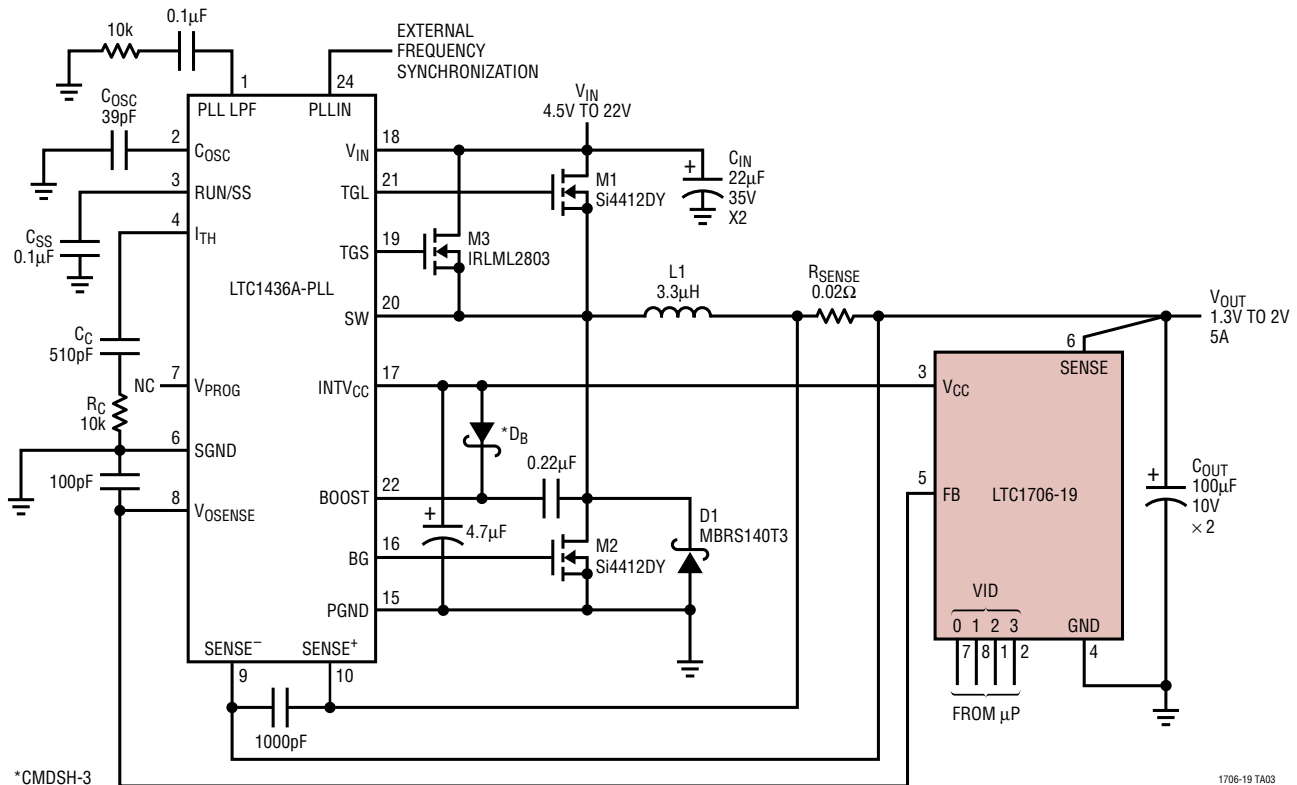 10k
0.1µF
EXTERNAL
FREQUENCY
SYNCHRONIZATION
1
24
PLL LPF
PLLIN
COSC
39pF
2
COSC
VIN
4.5V TO 22V
18
VIN
CIN
22µF
35V
X2
3
RUN/SS
21
TGL
M1
Si4412DY
4
ITH
CSS
0.1µF
19
TGS
M3
IRLML2803
LTC1436A-PLL
20
SW
L1
3.3µH
RSENSE
0.02Ω
VOUT
1.3V TO 2V
5A
6
SENSE
CC
510pF
NC
7
VPROG
17
INTVCC
3
VCC
RC
10k
6
SGND
*DB
0.22µF
100pF
8
VOSENSE
22
BOOST
5
FB
LTC1706-19
COUT
100µF
10V
× 2
4.7µF
D1
MBRS140T3
16
BG
M2
Si4412DY
15
PGND
VID
0 1 2 3
GND
7 8 1 2
4
FROM µP
SENSE–
SENSE+
9
10
1000pF
*CMDSH-3
1706-19 TA03
+
+
+